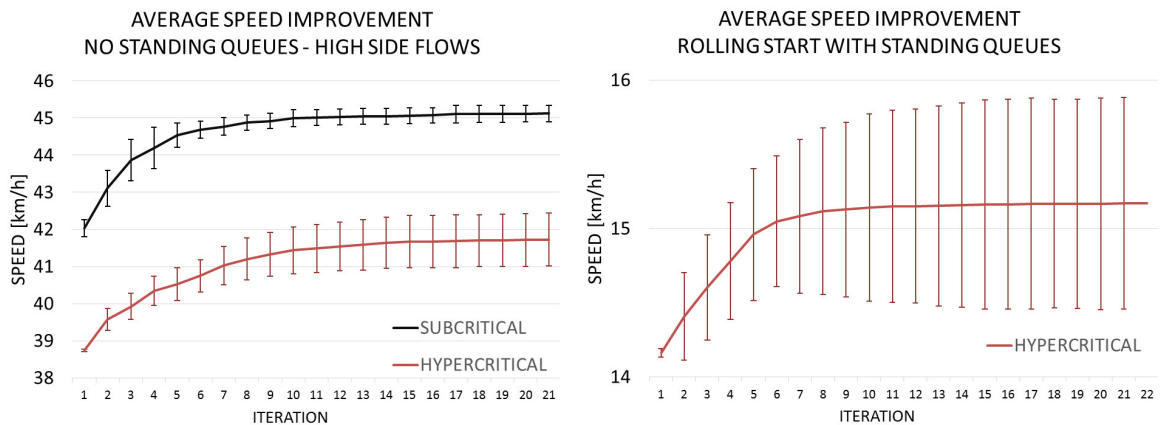 AVERAGE SPEED IMPROVEMENT
NO STANDING QUEUES - HIGH SIDE FLOWS
46
45
44
43
42
41
40
39
38
SPEED [km/h]
SUBCRITICAL
HYPERCRITICAL
1 2 3 4 5 6 7 8 9 10 11 12 13 14 15 16 17 18 19 20 21
ITERATION
AVERAGE SPEED IMPROVEMENT
ROLLING START WITH STANDING QUEUES
16
15
14
SPEED [km/h]
HYPERCRITICAL
1 2 3 4 5 6 7 8 9 10 11 12 13 14 15 16 17 18 19 20 21 22
ITERATION